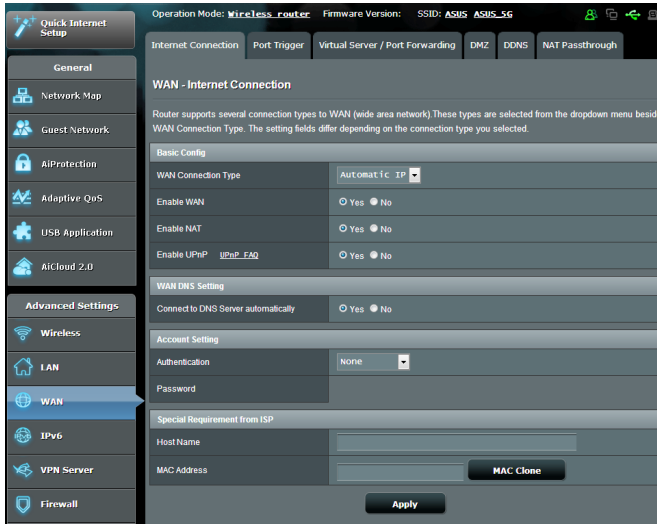 Quick Internet
Setup
Operation Mode: Wireless router Firmware Version: SSID: ASUS ASUS_5G
Internet Connection Port Trigger Virtual Server / Port Forwarding DMZ DDNS NAT Passthrough
General
Network Map
Guest Network
AiProtection
Adaptive QoS
USB Application
AiCloud 2.0
Advanced Settings
Wireless
LAN
WAN
IPv6
VPN Server
Firewall
WAN - Internet Connection
Router supports several connection types to WAN (wide area network).These types are selected from the dropdown menu besid
WAN Connection Type. The setting fields differ depending on the connection type you selected.
Basic Config
WAN Connection Type Automatic IP
Enable WAN Yes No
Enable NAT Yes No
Enable UPnP UPnP FAQ Yes No
WAN DNS Setting
Connect to DNS Server automatically Yes No
Account Setting
Authentication None
Password
Special Requirement from ISP
Host Name
MAC Address MAC Clone
Apply